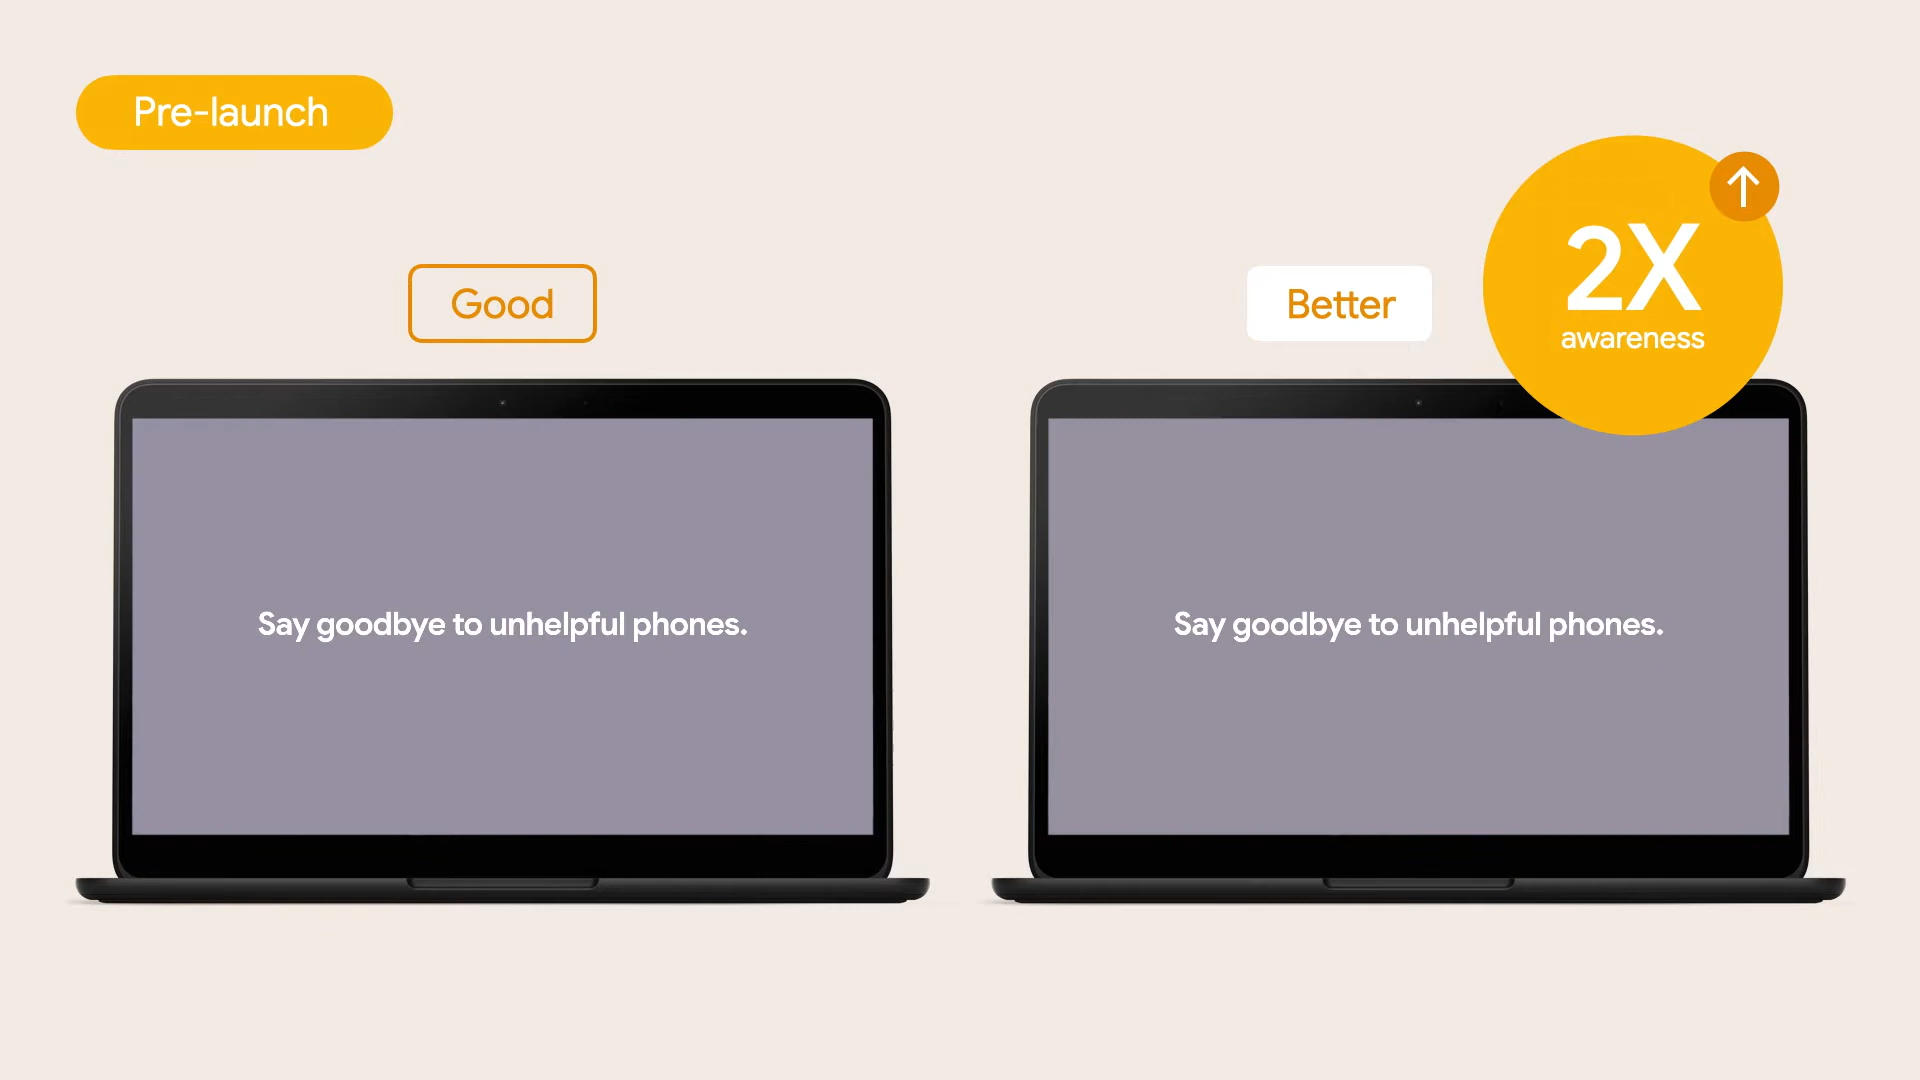 Pre-launch
Good
Better
2X
awareness
Say goodbye to unhelpful phones.
Say goodbye to unhelpful phones.